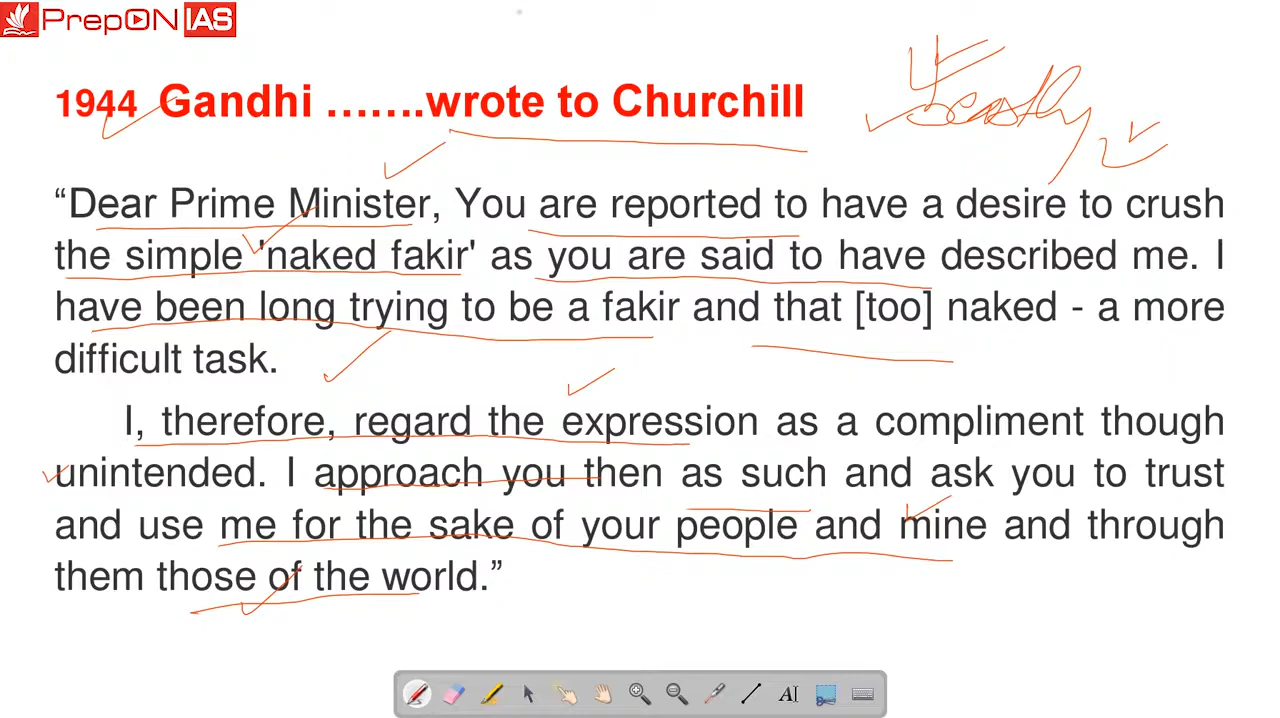 PrepON IAS
1944 Gandhi …….wrote to Churchill
“Dear Prime Minister, You are reported to have a desire to crush
the simple 'naked fakir' as you are said to have described me. I
have been long trying to be a fakir and that [too] naked - a more
difficult task.
I, therefore, regard the expression as a compliment though
unintended. I approach you then as such and ask you to trust
and use me for the sake of your people and mine and through
them those of the world.”